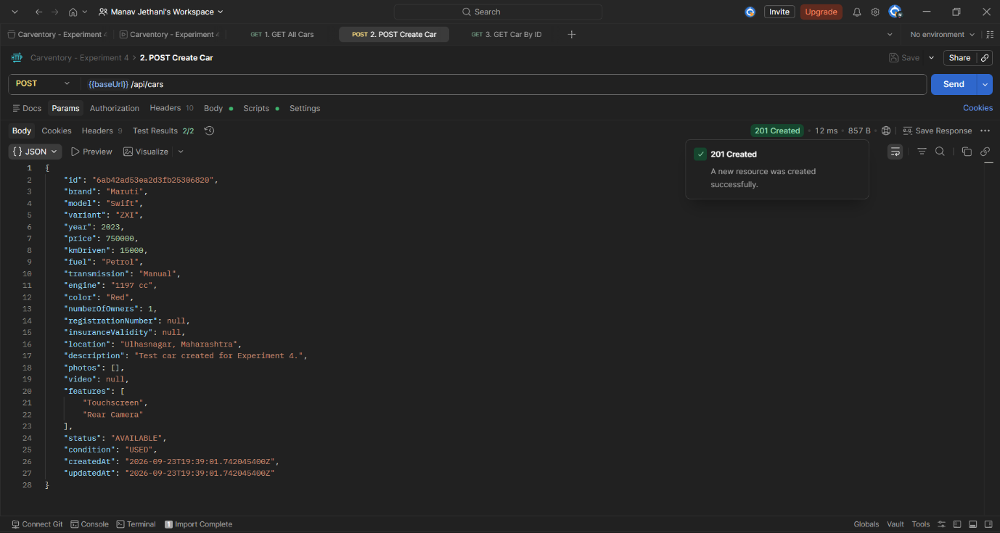 Manav Jethani's Workspace
Search
Invite
Upgrade
Carventory - Experiment 4
Carventory - Experiment 4
GET 1. GET All Cars
POST 2. POST Create Car
GET 3. GET Car By ID
No environment
HTTP
Carventory - Experiment 4 > 2. POST Create Car
Save
Share
POST
{{baseUrl}} /api/cars
Send
Docs
Params
Authorization
Headers 10
Body
Scripts
Settings
Cookies
Body
Cookies
Headers 9
Test Results 2/2
201 Created
12 ms
857 B
e.g. Save Response
{ } JSON
Preview
Visualize
201 Created
A new resource was created
successfully.
1 {
2 "id": "6ab42ad53ea2d3fb25306820",
3 "brand": "Maruti",
4 "model": "Swift",
5 "variant": "ZXI",
6 "year": 2023,
7 "price": 750000,
8 "kmDriven": 15000,
9 "fuel": "Petrol",
10 "transmission": "Manual",
11 "engine": "1197 cc",
12 "color": "Red",
13 "numberOfOwners": 1,
14 "registrationNumber": null,
15 "insuranceValidity": null,
16 "location": "Ulhasnagar, Maharashtra",
17 "description": "Test car created for Experiment 4.",
18 "photos": [],
19 "video": null,
20 "features": [
21 "Touchscreen",
22 "Rear Camera"
23 ],
24 "status": "AVAILABLE",
25 "condition": "USED",
26 "createdAt": "2026-09-23T19:39:01.742045400Z",
27 "updatedAt": "2026-09-23T19:39:01.742045400Z"
28 }
Connect Git
Console
Terminal
1 Import Complete
Globals
Vault
Tools